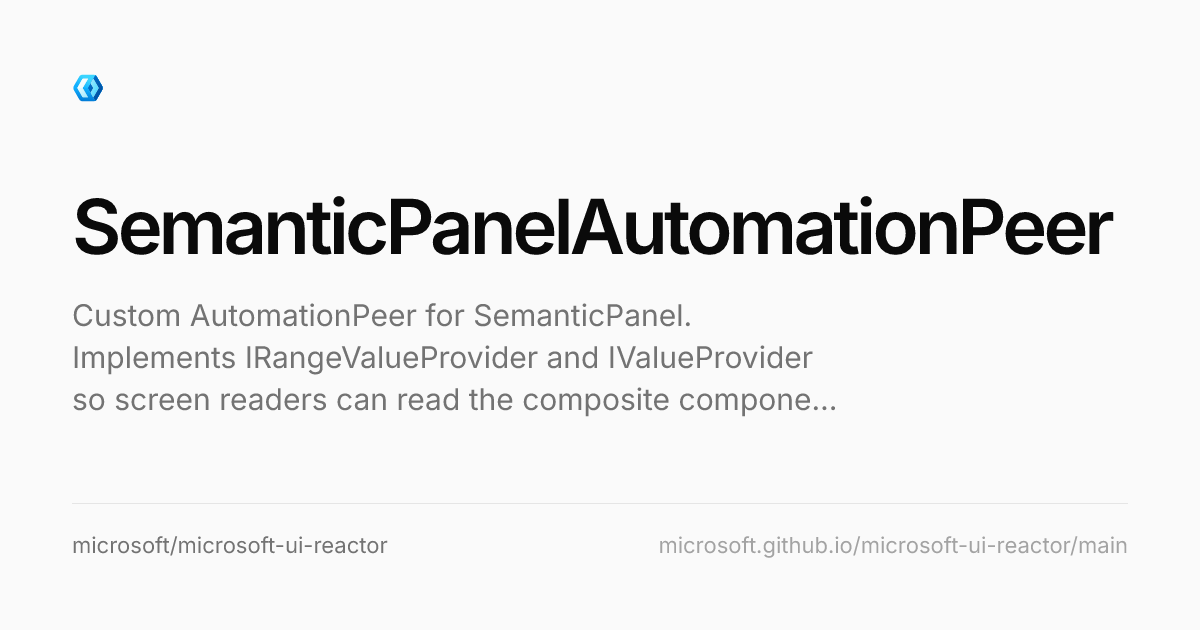 SemanticPanelAutomationPeer
Custom AutomationPeer for SemanticPanel.
Implements IRangeValueProvider and IValueProvider
so screen readers can read the composite compone...
microsoft/microsoft-ui-reactor
microsoft.github.io/microsoft-ui-reactor/main